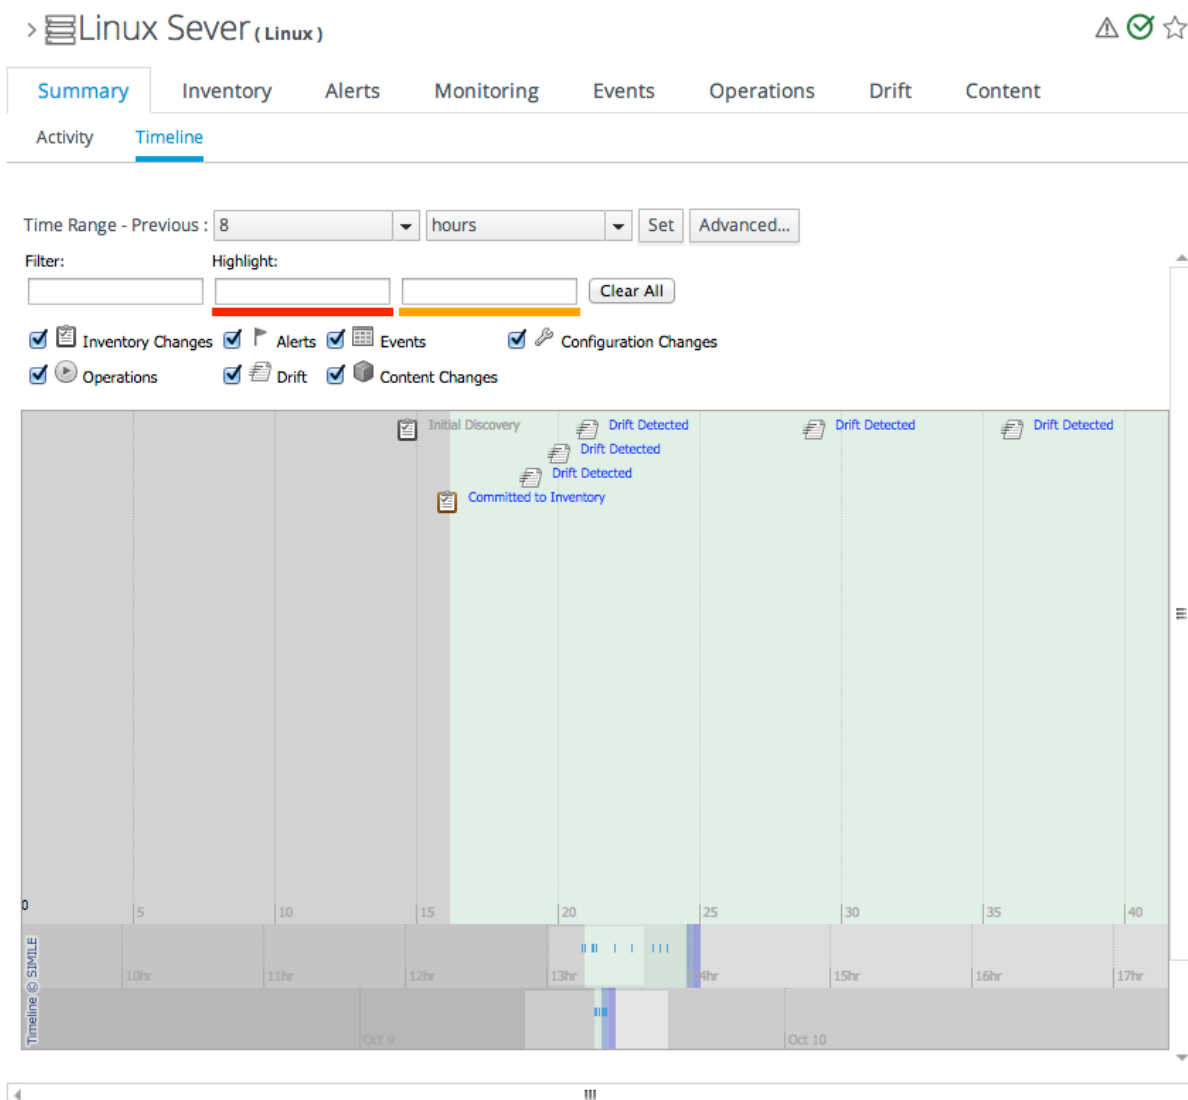 Linux Sever ( Linux )
Summary Inventory Alerts Monitoring Events Operations Drift Content
Activity Timeline
Time Range - Previous : 8 hours Set Advanced...
Filter: Highlight:
Clear All
Inventory Changes Alerts Events Configuration Changes
Operations Drift Content Changes
Initial Discovery Drift Detected Drift Detected Drift Detected
Drift Detected
Drift Detected
Committed to Inventory
0 5 10 15 20 25 30 35 40
10hr 11hr 12hr 13hr 4hr 15hr 16hr 17hr
Oct 9 Oct 10
Timeline © SIMILE